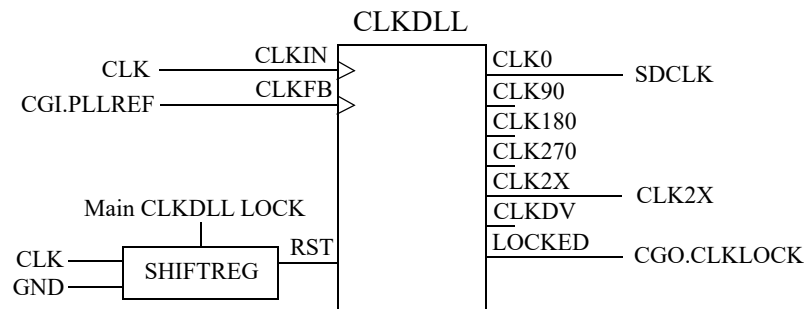 CLKDLL
CLKIN
CLK
CLKFB
CGI.PLLREF
CLK0
SDCLK
CLK90
CLK180
CLK270
CLK2X
CLK2X
CLKDV
LOCKED
CGO.CLKLOCK
Main CLKDLL LOCK
RST
CLK
GND
SHIFTREG